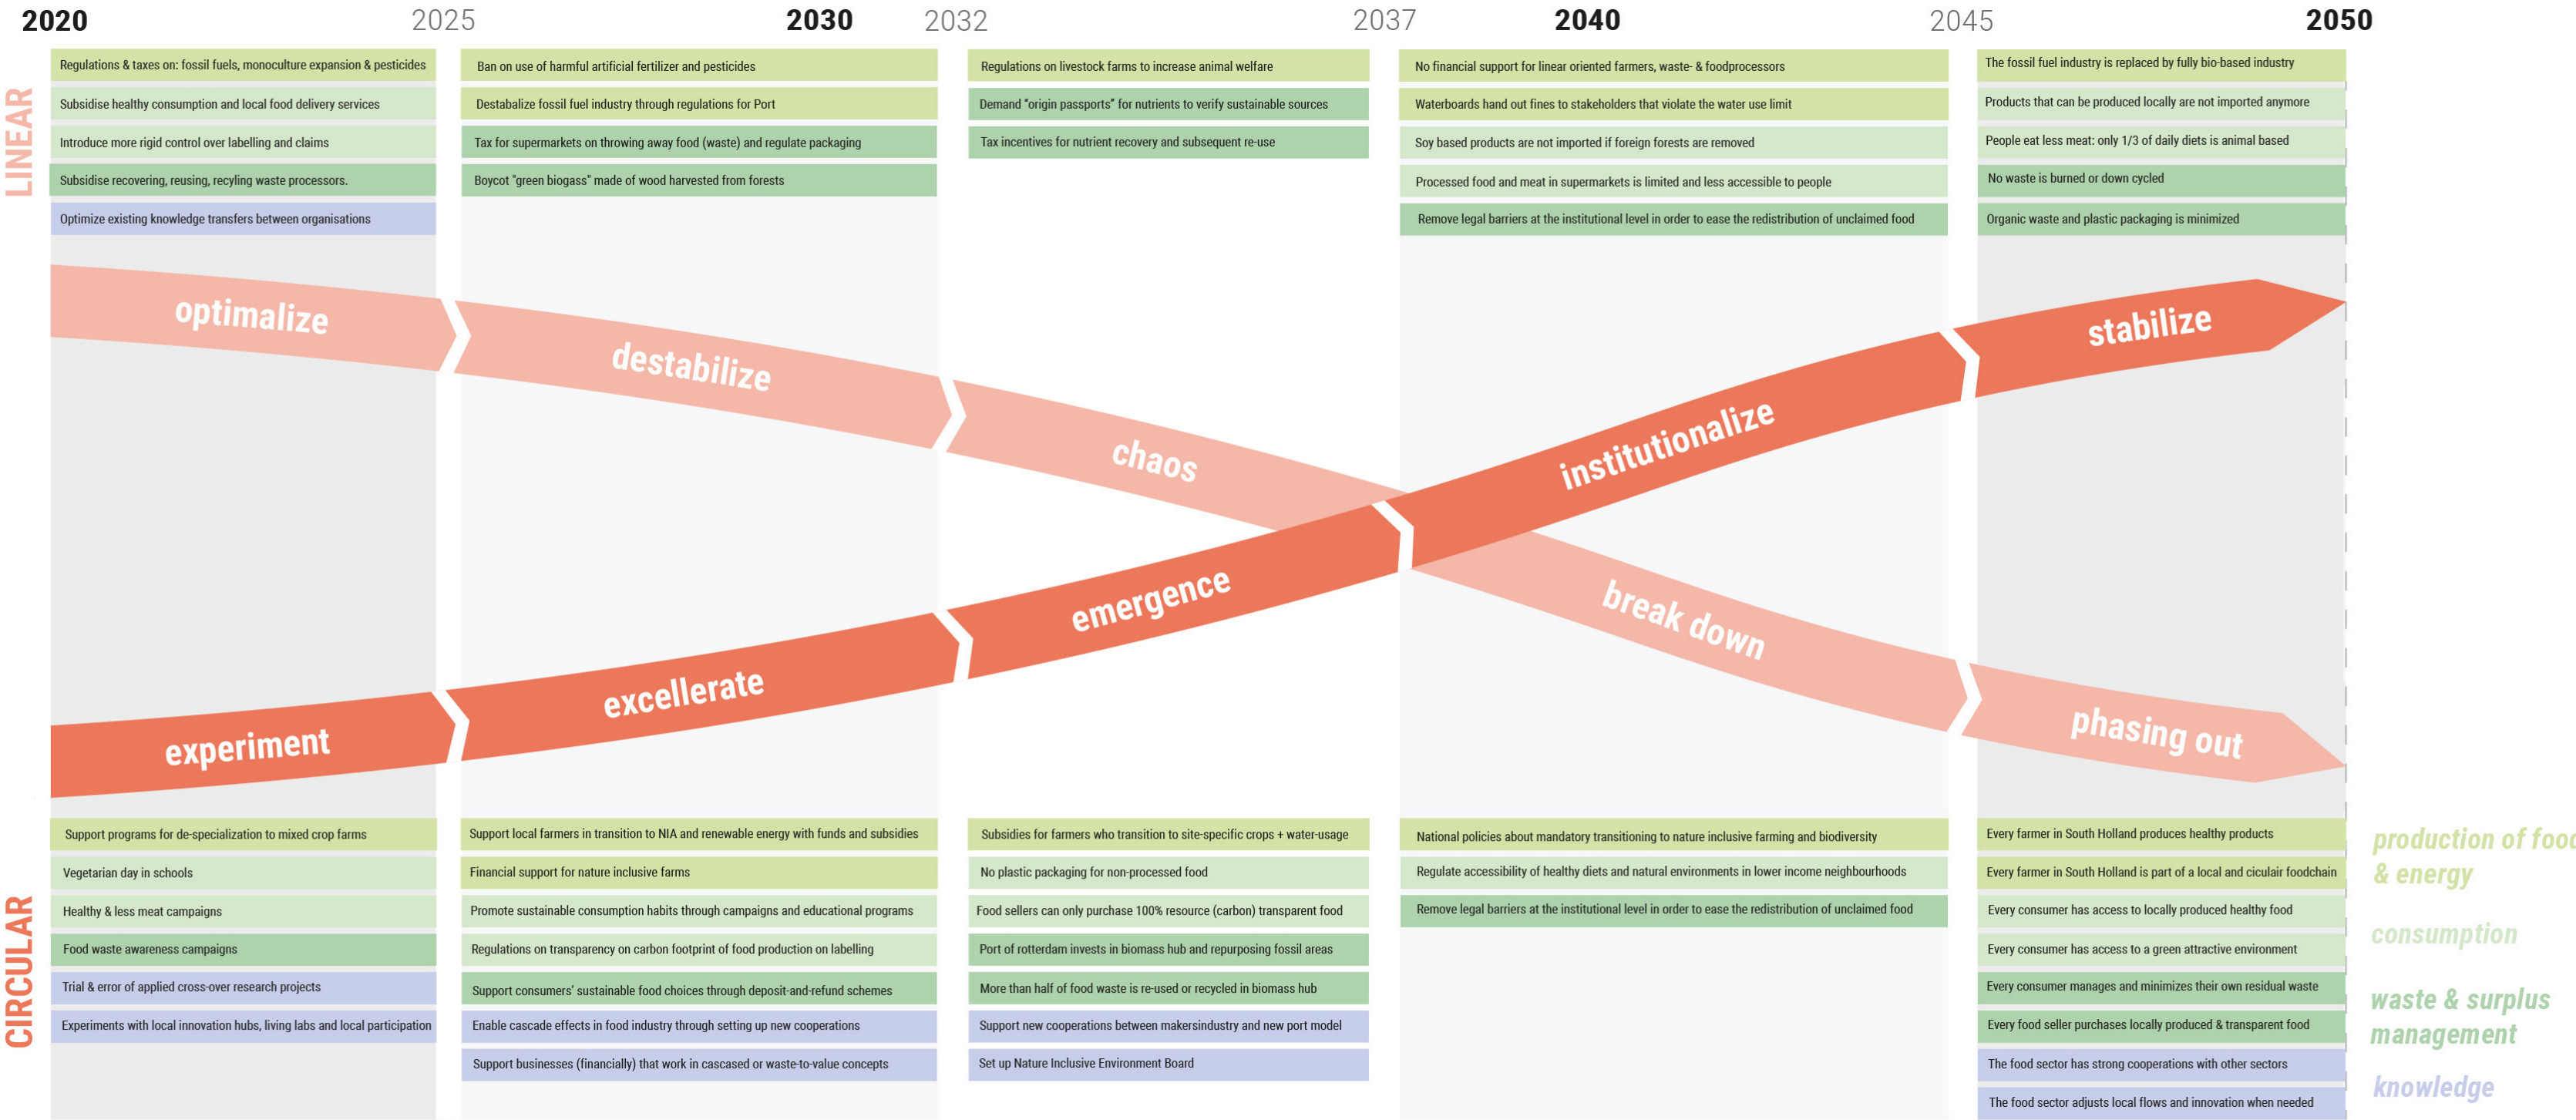 2020
2025
2030
2032
2037
2040
2045
2050
LINEAR
Regulations & taxes on: fossil fuels, monoculture expansion & pesticides
Subsidise healthy consumption and local food delivery services
Introduce more rigid control over labelling and claims
Subsidise recovering, reusing, recyling waste processors.
Optimize existing knowledge transfers between organisations
Ban on use of harmful artificial fertilizer and pesticides
Destabalize fossil fuel industry through regulations for Port
Tax for supermarkets on throwing away food (waste) and regulate packaging
Boycot "green biogass" made of wood harvested from forests
Regulations on livestock farms to increase animal welfare
Demand “origin passports” for nutrients to verify sustainable sources
Tax incentives for nutrient recovery and subsequent re-use
No financial support for linear oriented farmers, waste- & foodprocessors
Waterboards hand out fines to stakeholders that violate the water use limit
Soy based products are not imported if foreign forests are removed
Processed food and meat in supermarkets is limited and less accessible to people
Remove legal barriers at the institutional level in order to ease the redistribution of unclaimed food
The fossil fuel industry is replaced by fully bio-based industry
Products that can be produced locally are not imported anymore
People eat less meat: only 1/3 of daily diets is animal based
No waste is burned or down cycled
Organic waste and plastic packaging is minimized
optimalize
destabilize
chaos
break down
phasing out
experiment
excellerate
emergence
institutionalize
stabilize
CIRCULAR
Support programs for de-specialization to mixed crop farms
Vegetarian day in schools
Healthy & less meat campaigns
Food waste awareness campaigns
Trial & error of applied cross-over research projects
Experiments with local innovation hubs, living labs and local participation
Support local farmers in transition to NIA and renewable energy with funds and subsidies
Financial support for nature inclusive farms
Promote sustainable consumption habits through campaigns and educational programs
Regulations on transparency on carbon footprint of food production on labelling
Support consumers’ sustainable food choices through deposit-and-refund schemes
Enable cascade effects in food industry through setting up new cooperations
Support businesses (financially) that work in cascased or waste-to-value concepts
Subsidies for farmers who transition to site-specific crops + water-usage
No plastic packaging for non-processed food
Food sellers can only purchase 100% resource (carbon) transparent food
Port of rotterdam invests in biomass hub and repurposing fossil areas
More than half of food waste is re-used or recycled in biomass hub
Support new cooperations between makersindustry and new port model
Set up Nature Inclusive Environment Board
National policies about mandatory transitioning to nature inclusive farming and biodiversity
Regulate accessibility of healthy diets and natural environments in lower income neighbourhoods
Remove legal barriers at the institutional level in order to ease the redistribution of unclaimed food
Every farmer in South Holland produces healthy products
Every farmer in South Holland is part of a local and ciculair foodchain
Every consumer has access to locally produced healthy food
Every consumer has access to a green attractive environment
Every consumer manages and minimizes their own residual waste
Every food seller purchases locally produced & transparent food
The food sector has strong cooperations with other sectors
The food sector adjusts local flows and innovation when needed
production of food
& energy
consumption
waste & surplus
management
knowledge